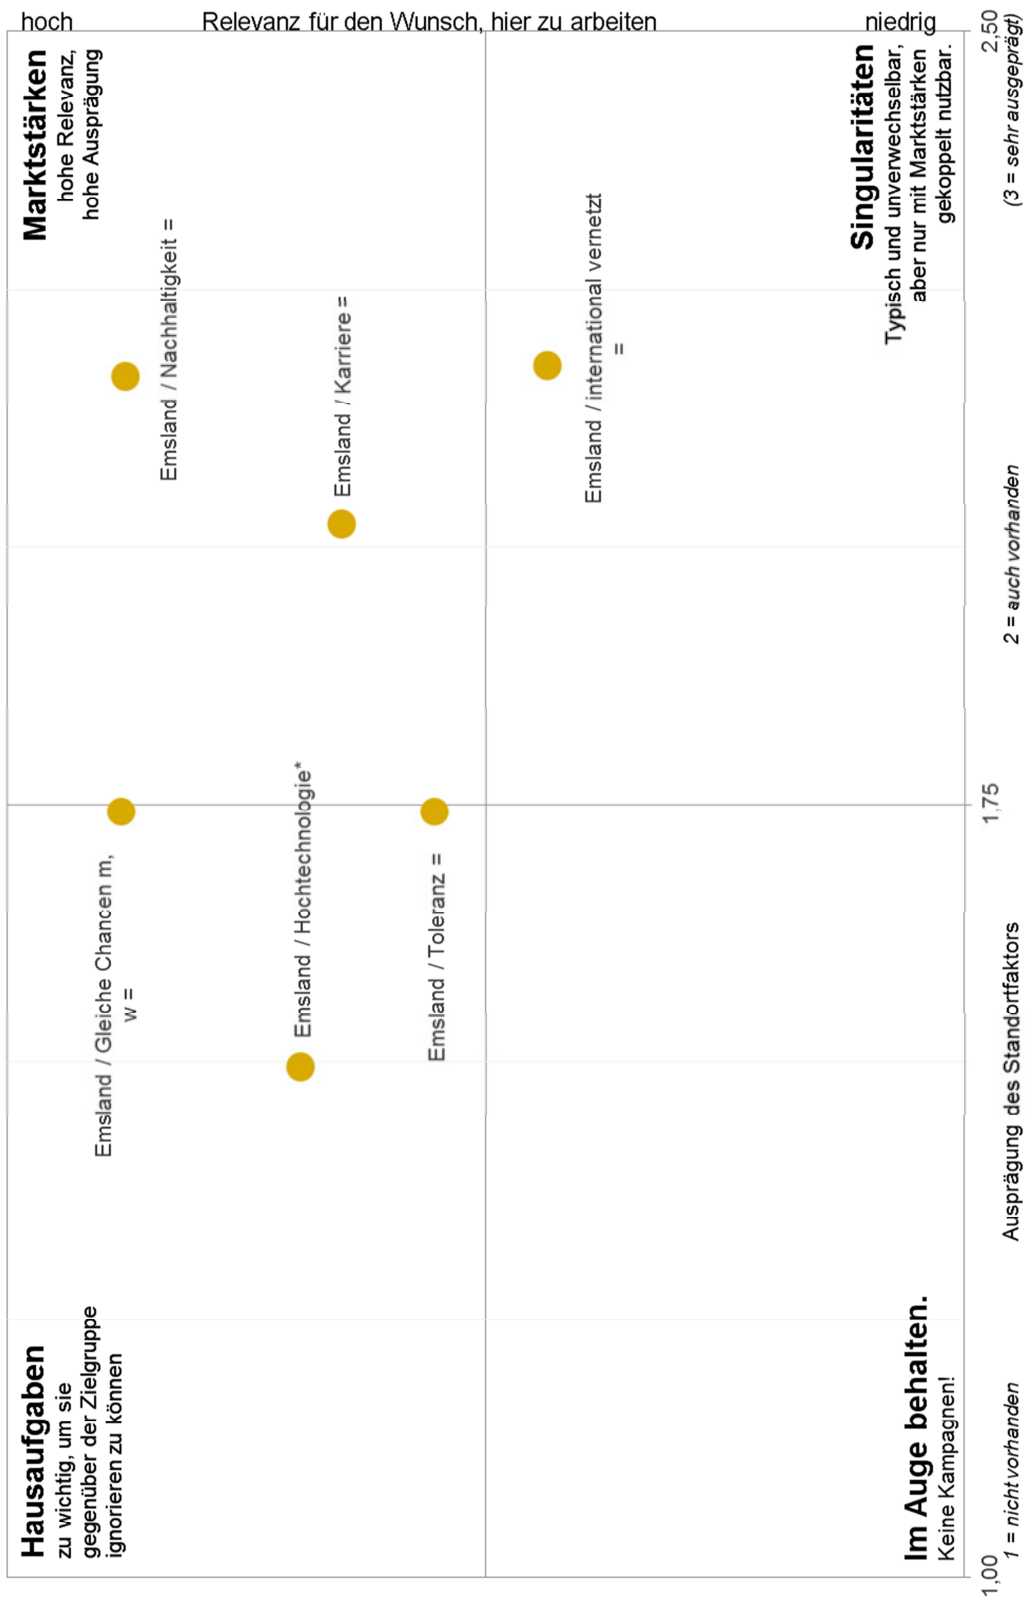 hoch
Relevanz für den Wunsch, hier zu arbeiten
niedrig
Hausaufgaben
zu wichtig, um sie
gegenüber der Zielgruppe
ignorieren zu können
Marktstärken
hohe Relevanz,
hohe Ausprägung
Emsland / Gleiche Chancen m,
w =
Emsland / Nachhaltigkeit =
Emsland / Hochtechnologie*
Emsland / Karriere =
Emsland / Toleranz =
Emsland / international vernetzt
=
Im Auge behalten.
Keine Kampagnen!
Singularitäten
Typisch und unverwechselbar,
aber nur mit Marktstärken
gekoppelt nutzbar.
1,00
1,75
2,50
1 = nicht vorhanden
Ausprägung des Standortfaktors
2 = auch vorhanden
(3 = sehr ausgeprägt)